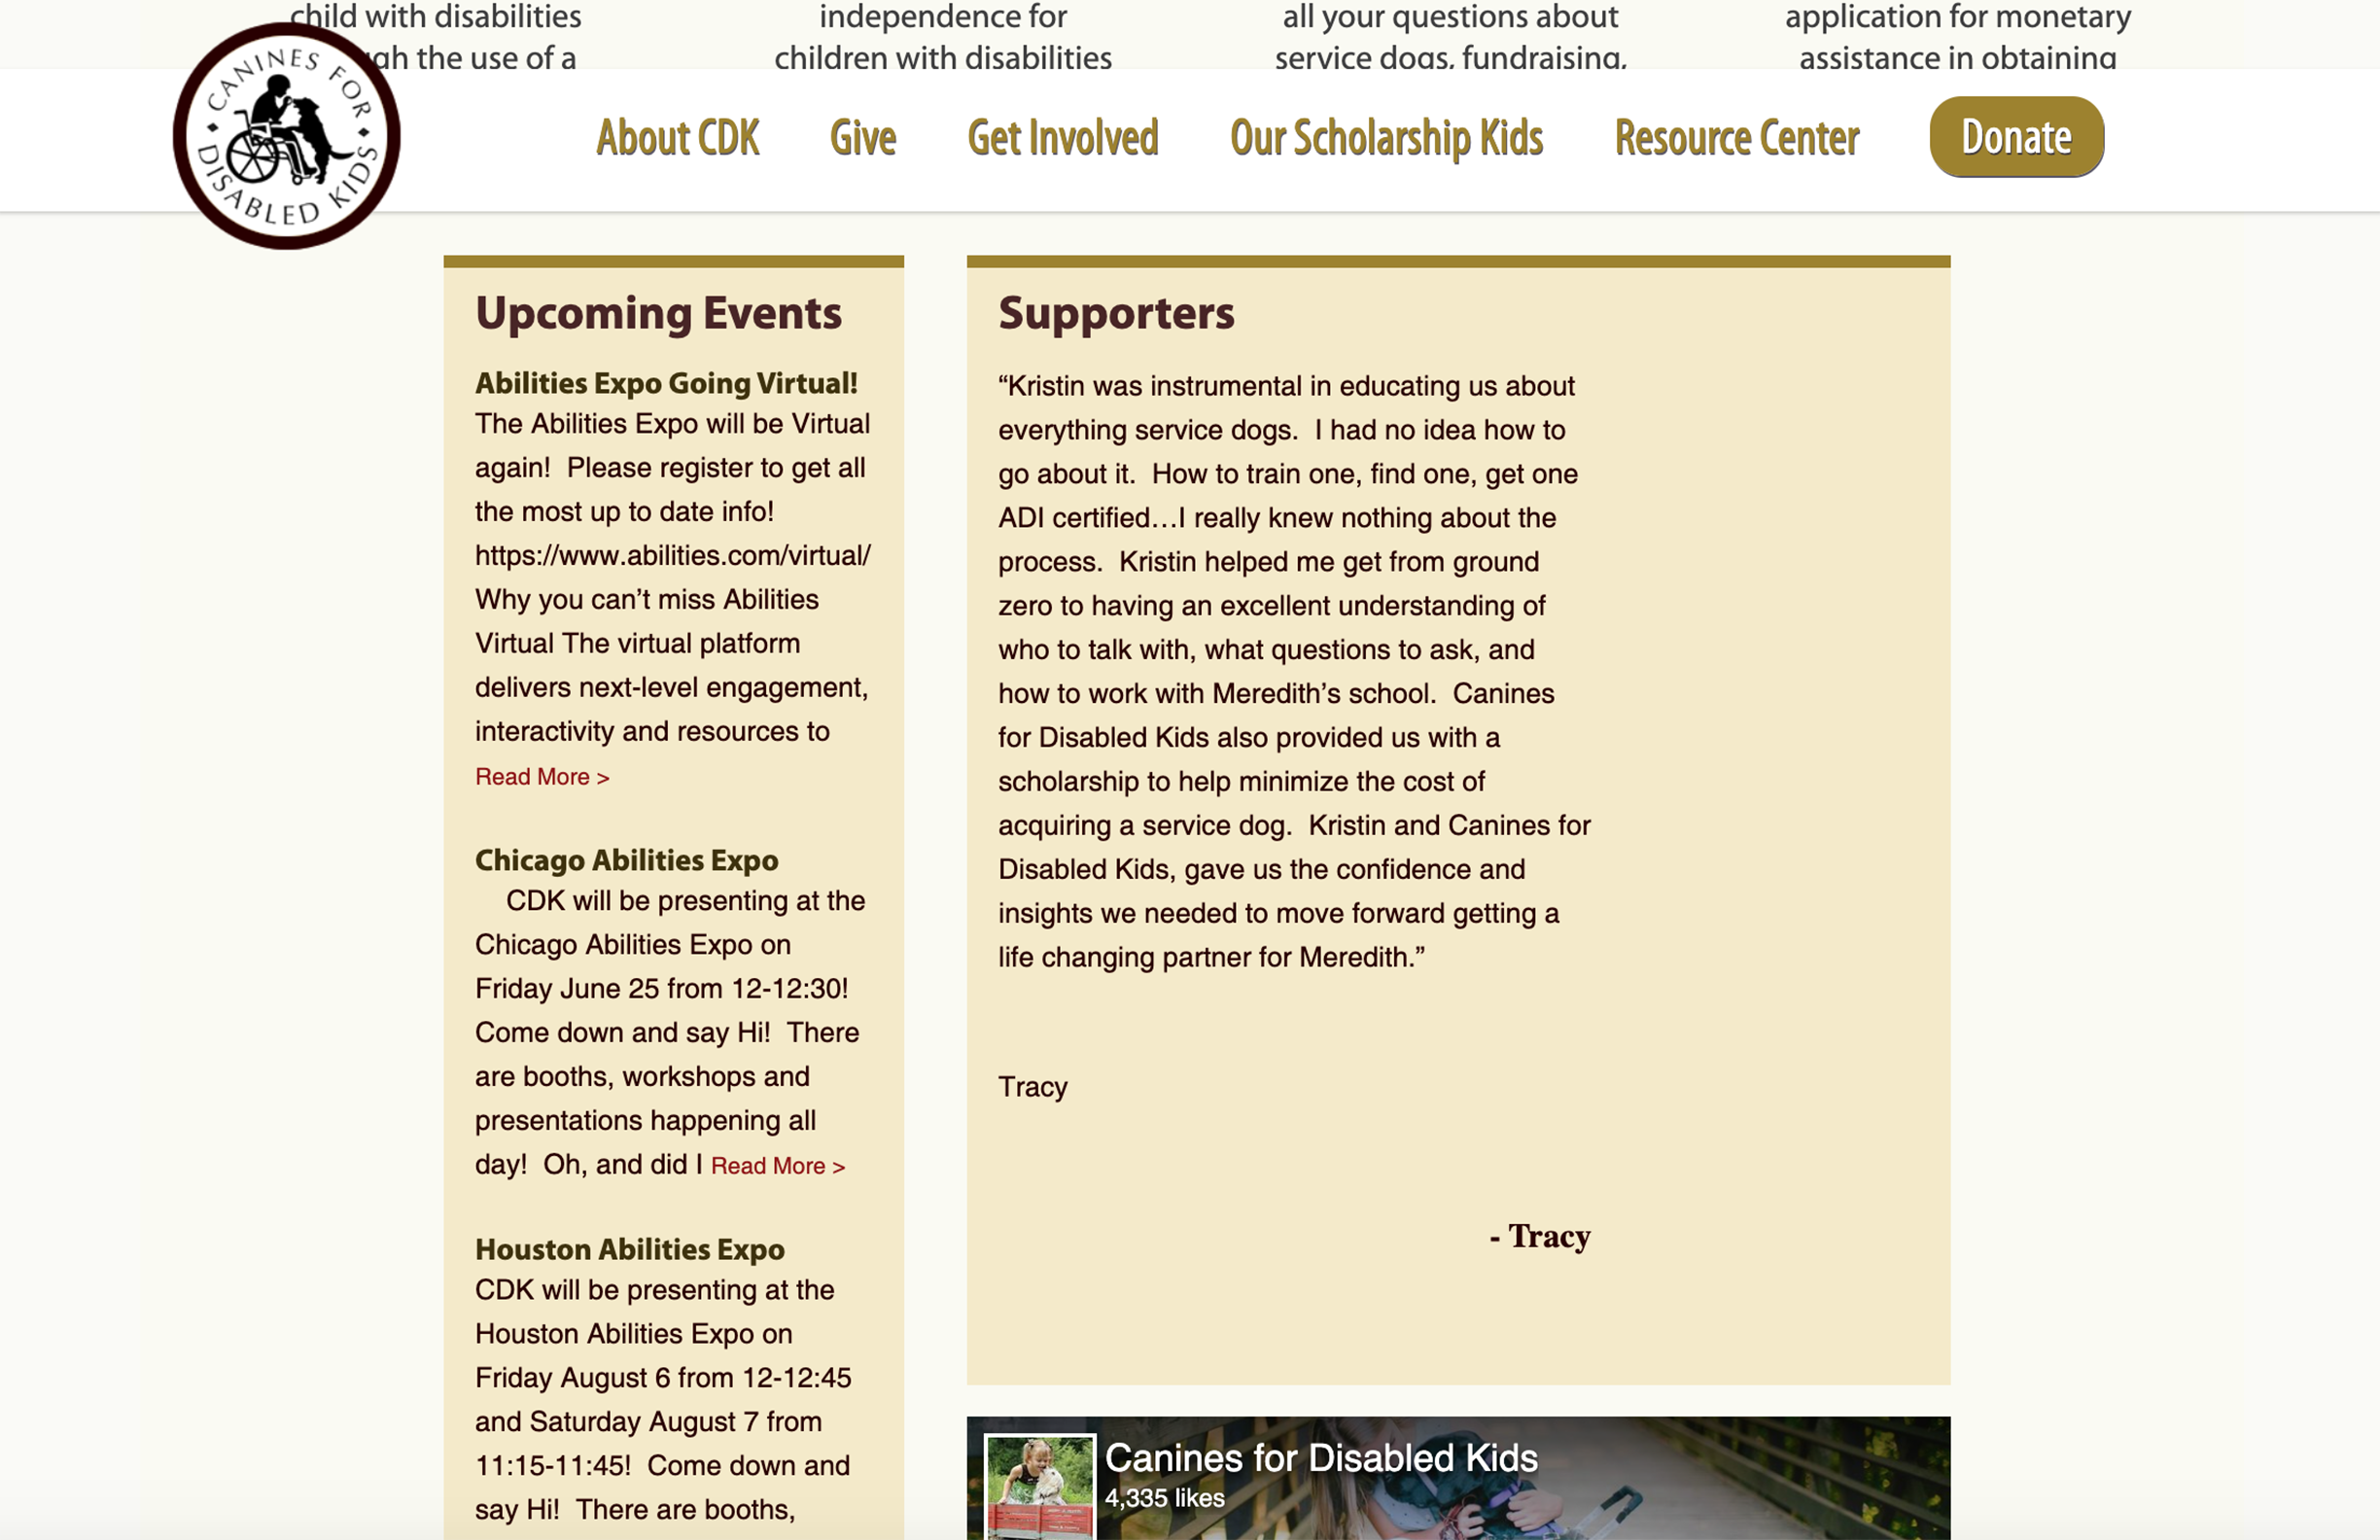 child with disabilities
independence for
all your questions about
application for monetary
gh the use of a
children with disabilities
service dogs, fundraising,
assistance in obtaining
CANINES FOR
DISABLED KIDS
About CDK
Give
Get Involved
Our Scholarship Kids
Resource Center
Donate
Upcoming Events
Abilities Expo Going Virtual!
The Abilities Expo will be Virtual
again!  Please register to get all
the most up to date info!
https://www.abilities.com/virtual/
Why you can’t miss Abilities
Virtual The virtual platform
delivers next-level engagement,
interactivity and resources to
Read More >
Chicago Abilities Expo
CDK will be presenting at the
Chicago Abilities Expo on
Friday June 25 from 12-12:30!
Come down and say Hi!  There
are booths, workshops and
presentations happening all
day!  Oh, and did I Read More >
Houston Abilities Expo
CDK will be presenting at the
Houston Abilities Expo on
Friday August 6 from 12-12:45
and Saturday August 7 from
11:15-11:45!  Come down and
say Hi!  There are booths,
Supporters
“Kristin was instrumental in educating us about
everything service dogs.  I had no idea how to
go about it.  How to train one, find one, get one
ADI certified…I really knew nothing about the
process.  Kristin helped me get from ground
zero to having an excellent understanding of
who to talk with, what questions to ask, and
how to work with Meredith’s school.  Canines
for Disabled Kids also provided us with a
scholarship to help minimize the cost of
acquiring a service dog.  Kristin and Canines for
Disabled Kids, gave us the confidence and
insights we needed to move forward getting a
life changing partner for Meredith.”
Tracy
- Tracy
Canines for Disabled Kids
4,335 likes